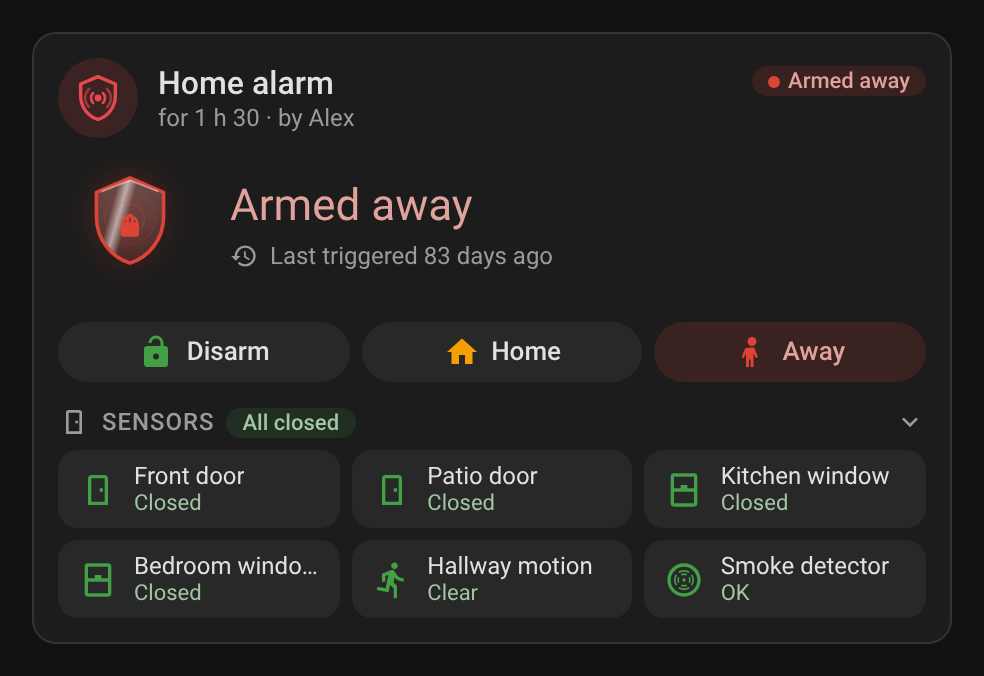 Home alarm
for 1 h 30 · by Alex
Armed away
Armed away
Last triggered 83 days ago
Disarm
Home
Away
SENSORS
All closed
Front door
Closed
Patio door
Closed
Kitchen window
Closed
Bedroom windo…
Closed
Hallway motion
Clear
Smoke detector
OK